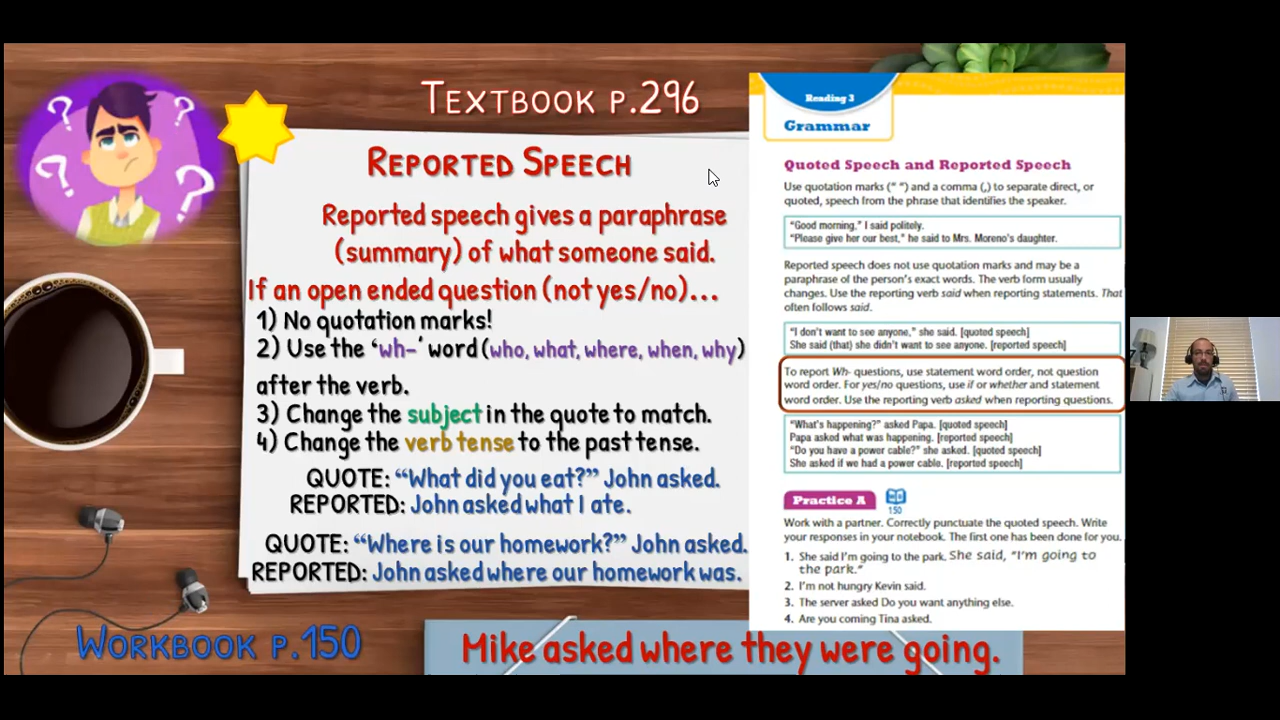 TEXTBOOK P.296
REPORTED SPEECH
Reported speech gives a paraphrase
(summary) of what someone said.
If an open ended question (not yes/no)...
1) No quotation marks!
2) Use the 'wh-' word (who, what, where, when, why)
after the verb.
3) Change the subject in the quote to match.
4) Change the verb tense to the past tense.
QUOTE: "What did you eat?" John asked.
REPORTED: John asked what I ate.
QUOTE: "Where is our homework?" John asked.
REPORTED: John asked where our homework was.
WORKBOOK P.150
Mike asked where they were going.
Reading 3
Grammar
Quoted Speech and Reported Speech
Use quotation marks (" ") and a comma (,) to separate direct, or
quoted, speech from the phrase that identifies the speaker.
"Good morning," I said politely.
"Please give her our best," he said to Mrs. Moreno's daughter.
Reported speech does not use quotation marks and may be a
paraphrase of the person's exact words. The verb form usually
changes. Use the reporting verb said when reporting statements. That
often follows said.
"I don't want to see anyone," she said. [quoted speech]
She said (that) she didn't want to see anyone. [reported speech]
To report Wh- questions, use statement word order, not question
word order. For yes/no questions, use if or whether and statement
word order. Use the reporting verb asked when reporting questions.
"What's happening?" asked Papa. [quoted speech]
Papa asked what was happening. [reported speech]
"Do you have a power cable?" she asked. [quoted speech]
She asked if we had a power cable. [reported speech]
Practice A
150
Work with a partner. Correctly punctuate the quoted speech. Write
your responses in your notebook. The first one has been done for you.
1. She said I'm going to the park. She said, "I'm going to
the park."
2. I'm not hungry Kevin said.
3. The server asked Do you want anything else.
4. Are you coming Tina asked.